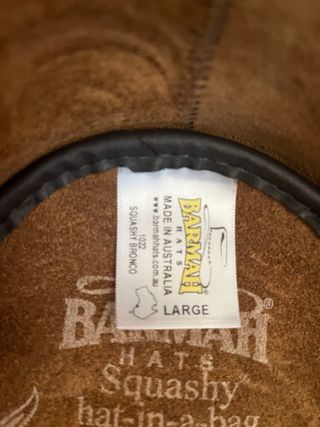 BARMAH®
HATS
MADE IN AUSTRALIA
www.barmahhats.com.au
LARGE
1022
SQUASHY BRONCO
BARMAH®
HATS
Squashy
hat-in-a-bag